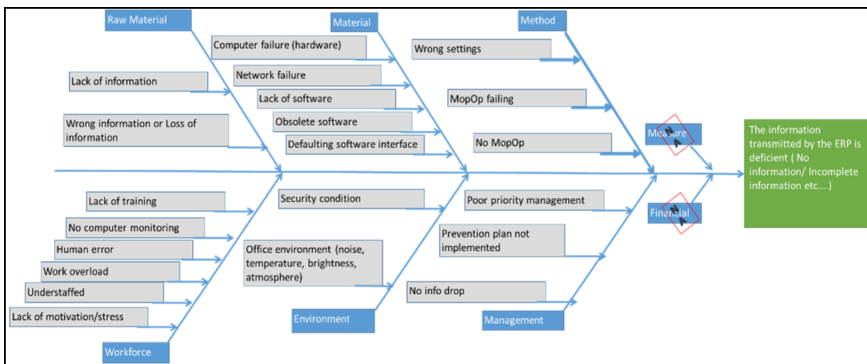 Raw Material
Material
Method
Computer failure (hardware)
Wrong settings
Lack of information
Network failure
Lack of software
MopOp failing
Wrong information or Loss of
information
Obsolete software
Defaulting software interface
No MopOp
Measure
NA
The information
transmitted by the ERP is
deficient ( No
information/ Incomplete
information etc....)
Lack of training
Security condition
Poor priority management
Financial
NA
No computer monitoring
Human error
Office environment (noise,
temperature, brightness,
atmosphere)
Prevention plan not
implemented
Work overload
Understaffed
No info drop
Lack of motivation/stress
Environment
Management
Workforce